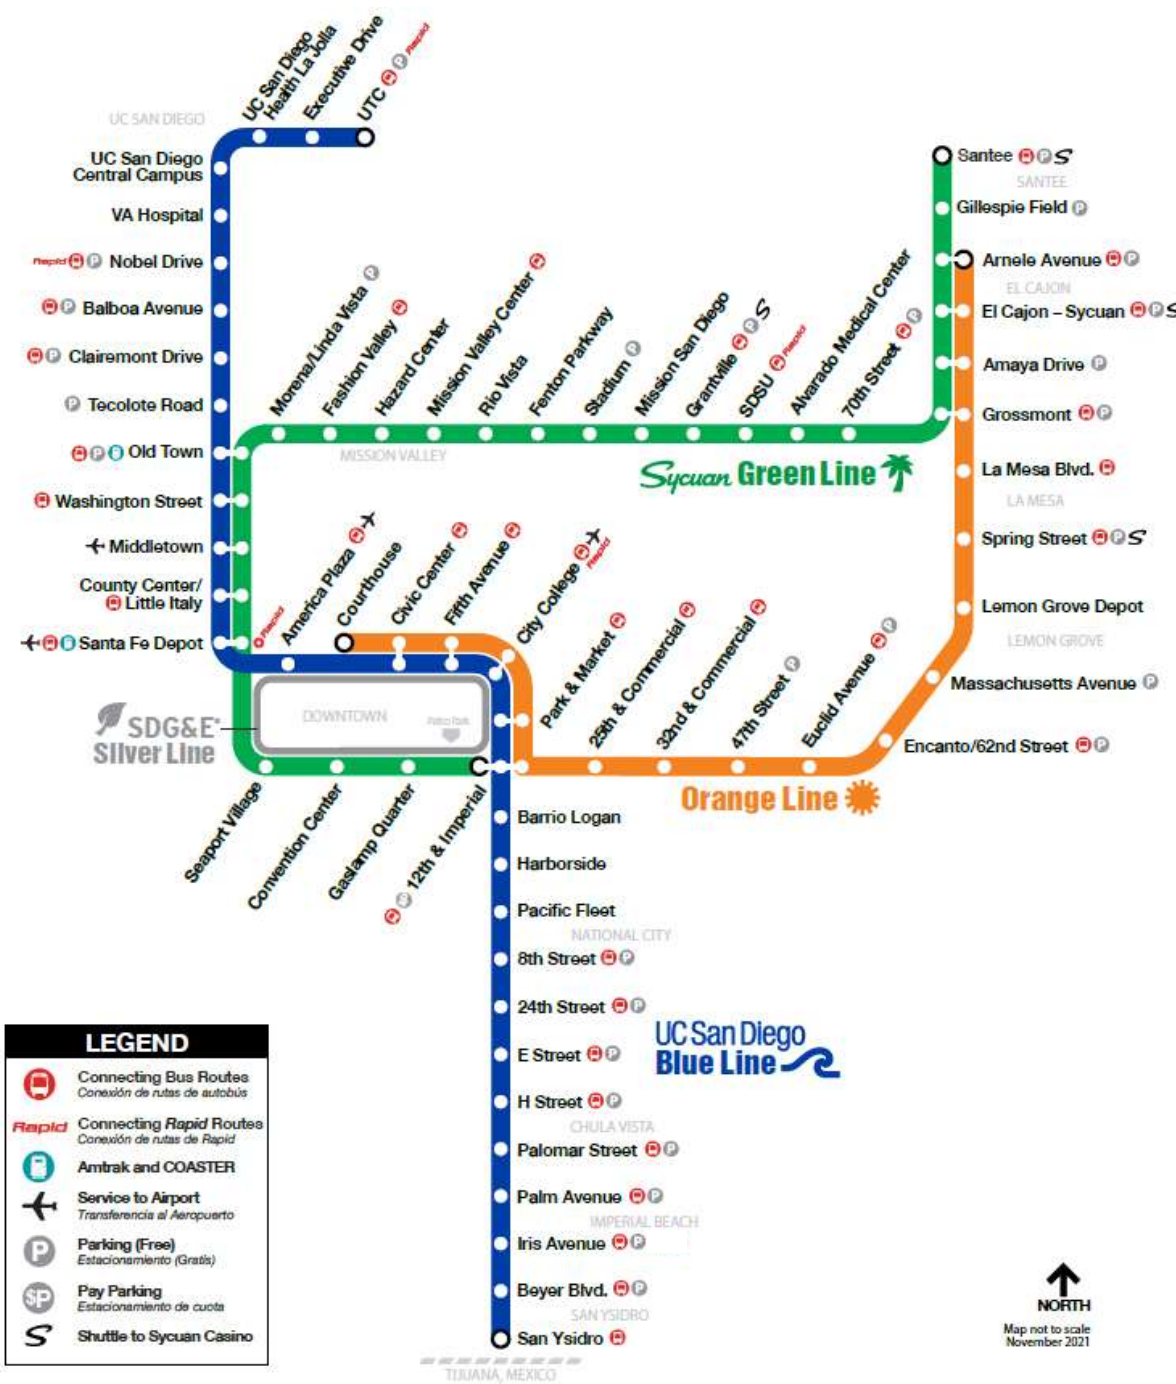 UC San Diego
Health La Jolla
Executive Drive
UTC Rapid
UC SAN DIEGO
UC San Diego
Central Campus
VA Hospital
Rapid P Nobel Drive
P Balboa Avenue
P Clairemont Drive
P Tecolote Road
P Old Town
Washington Street
Middletown
County Center/
Little Italy
Santa Fe Depot
Rapid
Morena/Linda Vista P
Fashion Valley
Hazard Center
Mission Valley Center
Rio Vista
Fenton Parkway
Stadium P
Mission San Diego
Grantville P S
SDSU Rapid
Alvarado Medical Center
70th Street P
MISSION VALLEY
Sycuan Green Line
Santee P S
SANTEE
Gillespie Field P
Arnele Avenue P
EL CAJON
El Cajon – Sycuan P S
Amaya Drive P
Grossmont P
La Mesa Blvd.
LA MESA
Spring Street P S
Lemon Grove Depot
LEMON GROVE
Massachusetts Avenue P
Encanto/62nd Street P
America Plaza
Courthouse
Civic Center
Fifth Avenue
City College Rapid
Park & Market
25th & Commercial
32nd & Commercial
47th Street P
Euclid Avenue P
Orange Line
DOWNTOWN
Petco Park
SDG&E®
Silver Line
Seaport Village
Convention Center
Gaslamp Quarter
12th & Imperial
Barrio Logan
Harborside
Pacific Fleet
NATIONAL CITY
8th Street P
24th Street P
E Street P
H Street P
CHULA VISTA
Palomar Street P
Palm Avenue P
IMPERIAL BEACH
Iris Avenue P
Beyer Blvd. P
SAN YSIDRO
San Ysidro
TIJUANA, MEXICO
UC San Diego
Blue Line
LEGEND
Connecting Bus Routes
Conexión de rutas de autobús
Rapid Connecting Rapid Routes
Conexión de rutas de Rapid
Amtrak and COASTER
Service to Airport
Transferencia al Aeropuerto
P Parking (Free)
Estacionamiento (Gratis)
$P Pay Parking
Estacionamiento de cuota
S Shuttle to Sycuan Casino
NORTH
Map not to scale
November 2021